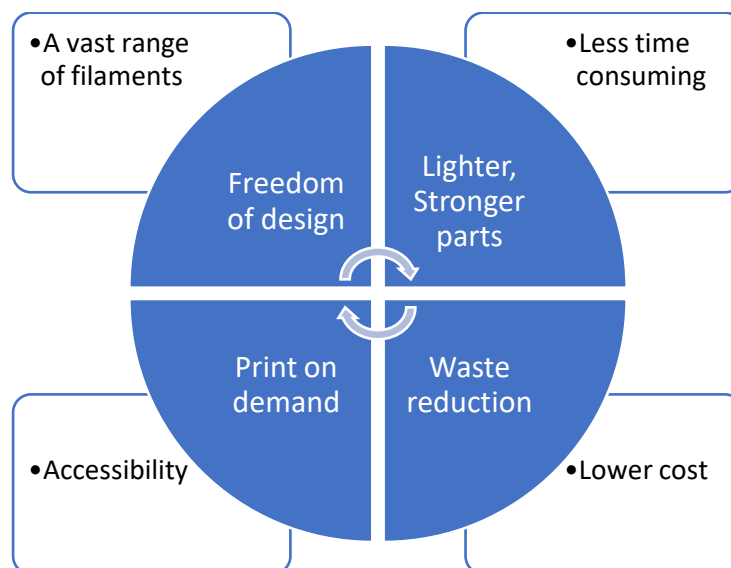 •A vast range
of filaments
•Less time
consuming
Freedom
of design
Lighter,
Stronger
parts
Print on
demand
Waste
reduction
•Accessibility
•Lower cost